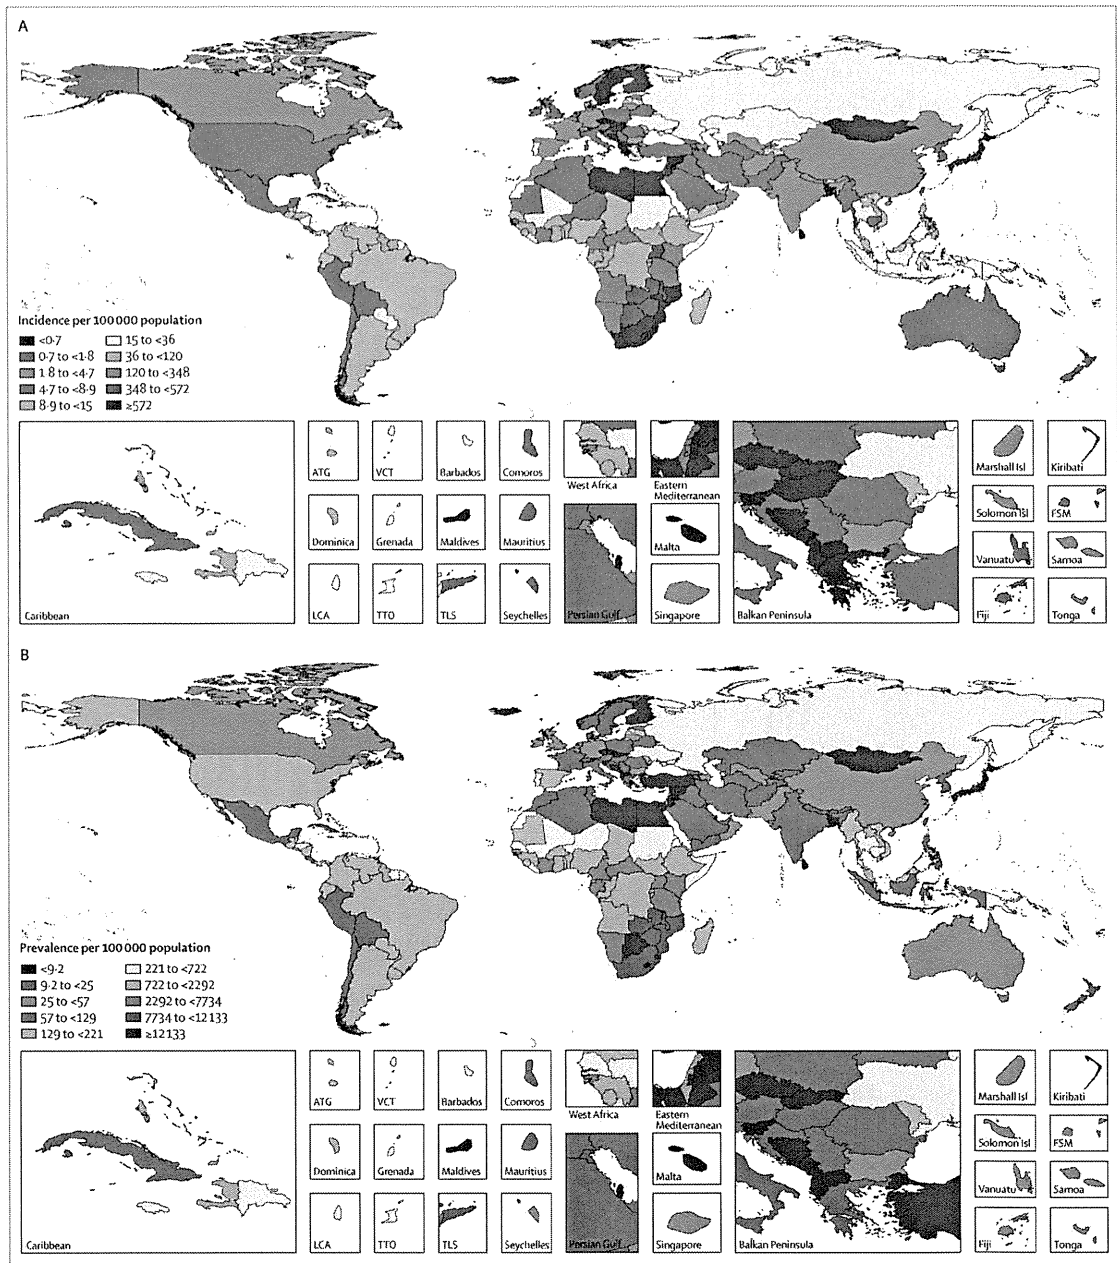 A
Incidence per 100 000 population
<0·7
0·7 to <1·8
1·8 to <4·7
4·7 to <8·9
8·9 to <15
15 to <36
36 to <120
120 to <348
348 to <572
≥572
Caribbean
ATG
VCT
Barbados
Comoros
Dominica
Grenada
Maldives
Mauritius
LCA
TTO
TLS
Seychelles
West Africa
Eastern
Mediterranean
Persian Gulf
Malta
Singapore
Balkan Peninsula
Marshall Isl
Kiribati
Solomon Isl
FSM
Vanuatu
Samoa
Fiji
Tonga
B
Prevalence per 100 000 population
<9·2
9·2 to <25
25 to <57
57 to <129
129 to <221
221 to <722
722 to <2292
2292 to <7734
7734 to <12133
≥12133
Caribbean
ATG
VCT
Barbados
Comoros
Dominica
Grenada
Maldives
Mauritius
LCA
TTO
TLS
Seychelles
West Africa
Eastern
Mediterranean
Persian Gulf
Malta
Singapore
Balkan Peninsula
Marshall Isl
Kiribati
Solomon Isl
FSM
Vanuatu
Samoa
Fiji
Tonga